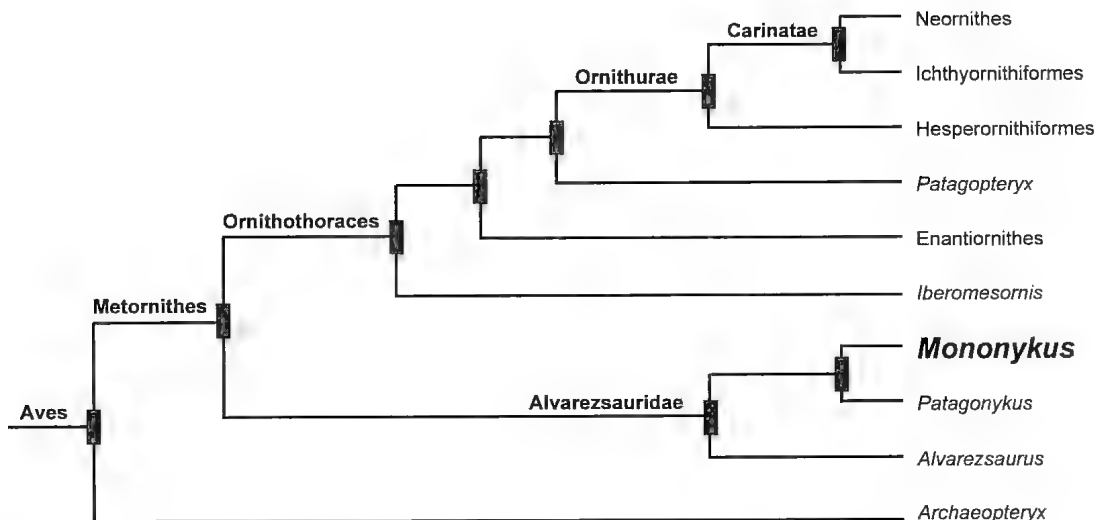 Neornithes
Carinatae
Ichthyornithiformes
Ornithurae
Hesperornithiformes
Patagopteryx
Ornithothoraces
Enantiornithes
Iberomesornis
Metornithes
Mononykus
Patagonykus
Aves
Alvarezsauridae
Alvarezsaurus
Archaeopteryx